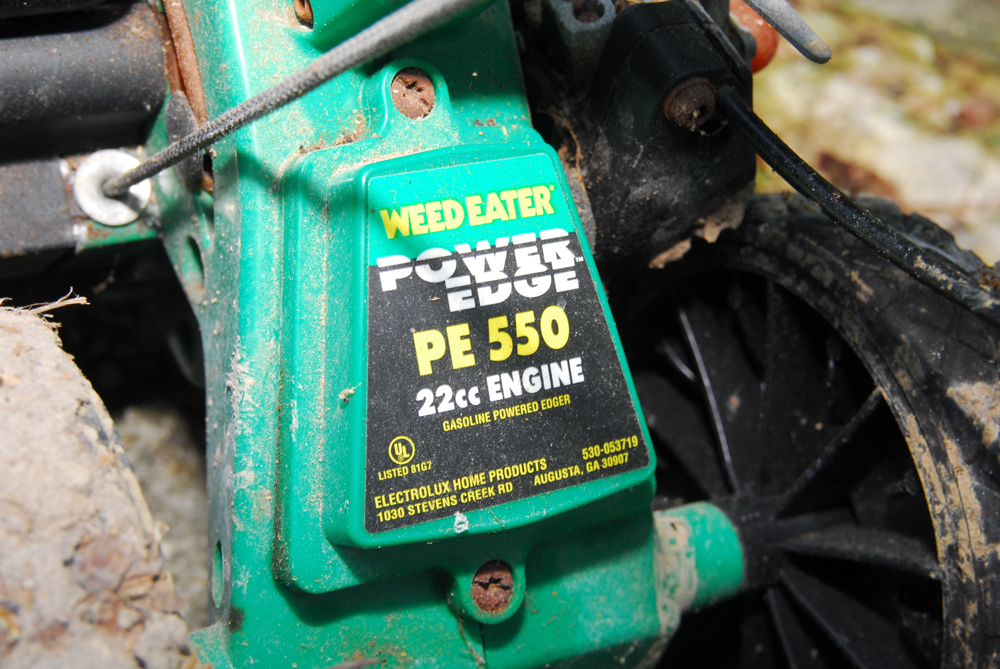 WEED EATER
POWER
EDGE™
PE 550
22cc ENGINE
GASOLINE POWERED EDGER
UL
LISTED 81G7
530-053719
ELECTROLUX HOME PRODUCTS
1030 STEVENS CREEK RD AUGUSTA, GA 30907